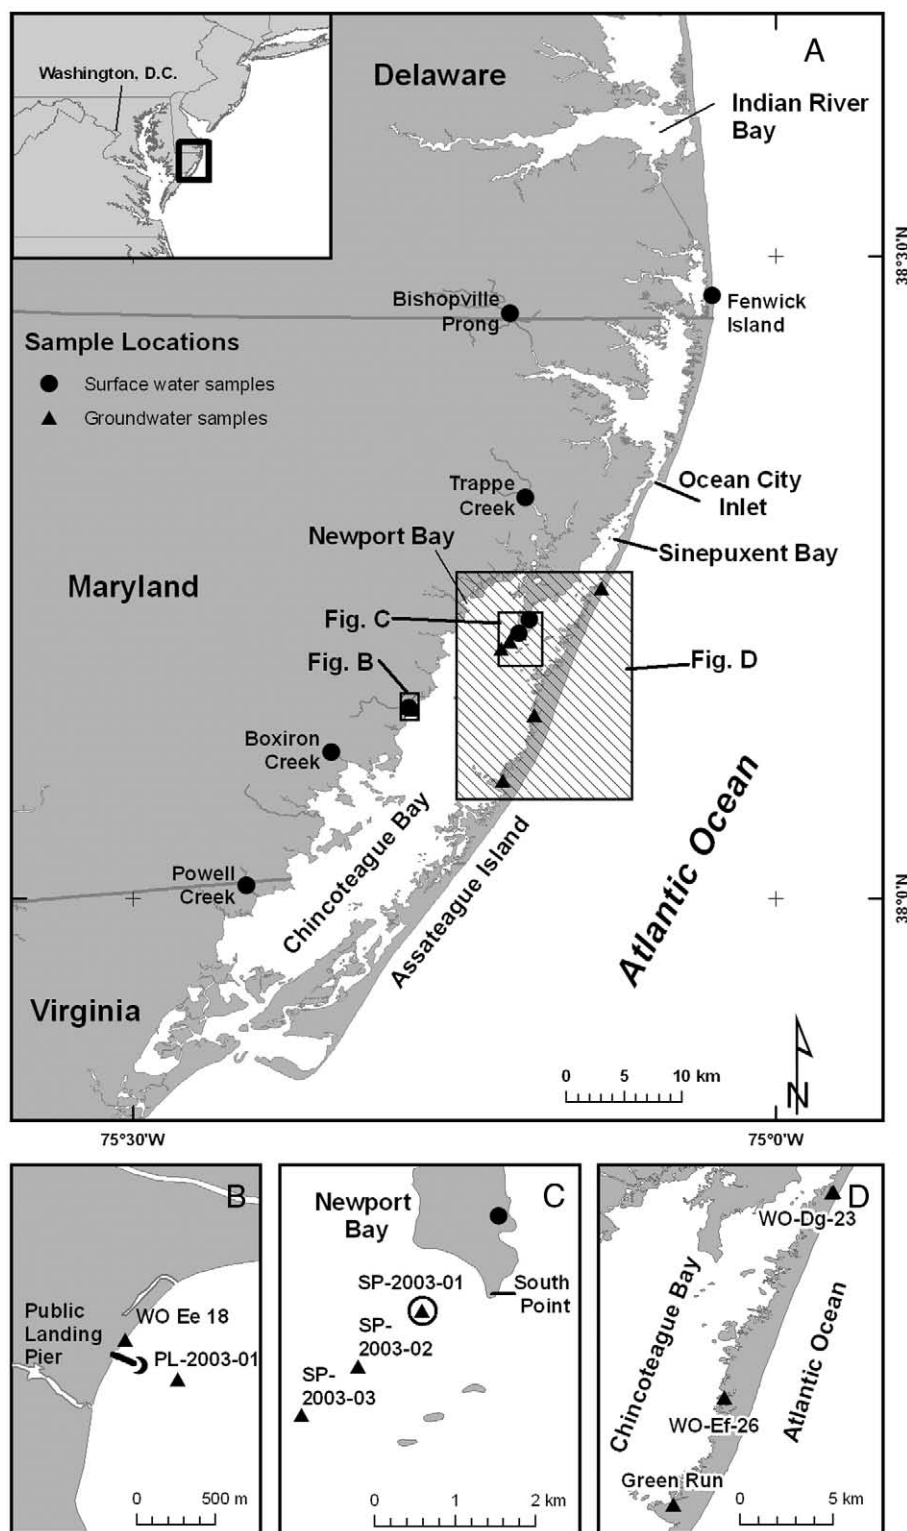 A
Washington, D.C.
Delaware
Indian River
Bay
38°30'N
Bishopville
Prong
Fenwick
Island
Sample Locations
Surface water samples
Groundwater samples
Trappe
Creek
Ocean City
Inlet
Newport Bay
Sinepuxent Bay
Maryland
Fig. C
Fig. B
Fig. D
Boxiron
Creek
Chincoteague Bay
Assateague Island
Atlantic Ocean
Powell
Creek
38°0'N
Virginia
0 5 10 km
N
75°30'W
75°0'W
B
Public
Landing
Pier
WO Ee 18
PL-2003-01
0 500 m
C
Newport
Bay
SP-2003-01
South
Point
SP-
2003-02
SP-
2003-03
0 1 2 km
D
WO-Dg-23
Chincoteague Bay
Atlantic Ocean
WO-Ef-26
Green Run
0 5 km